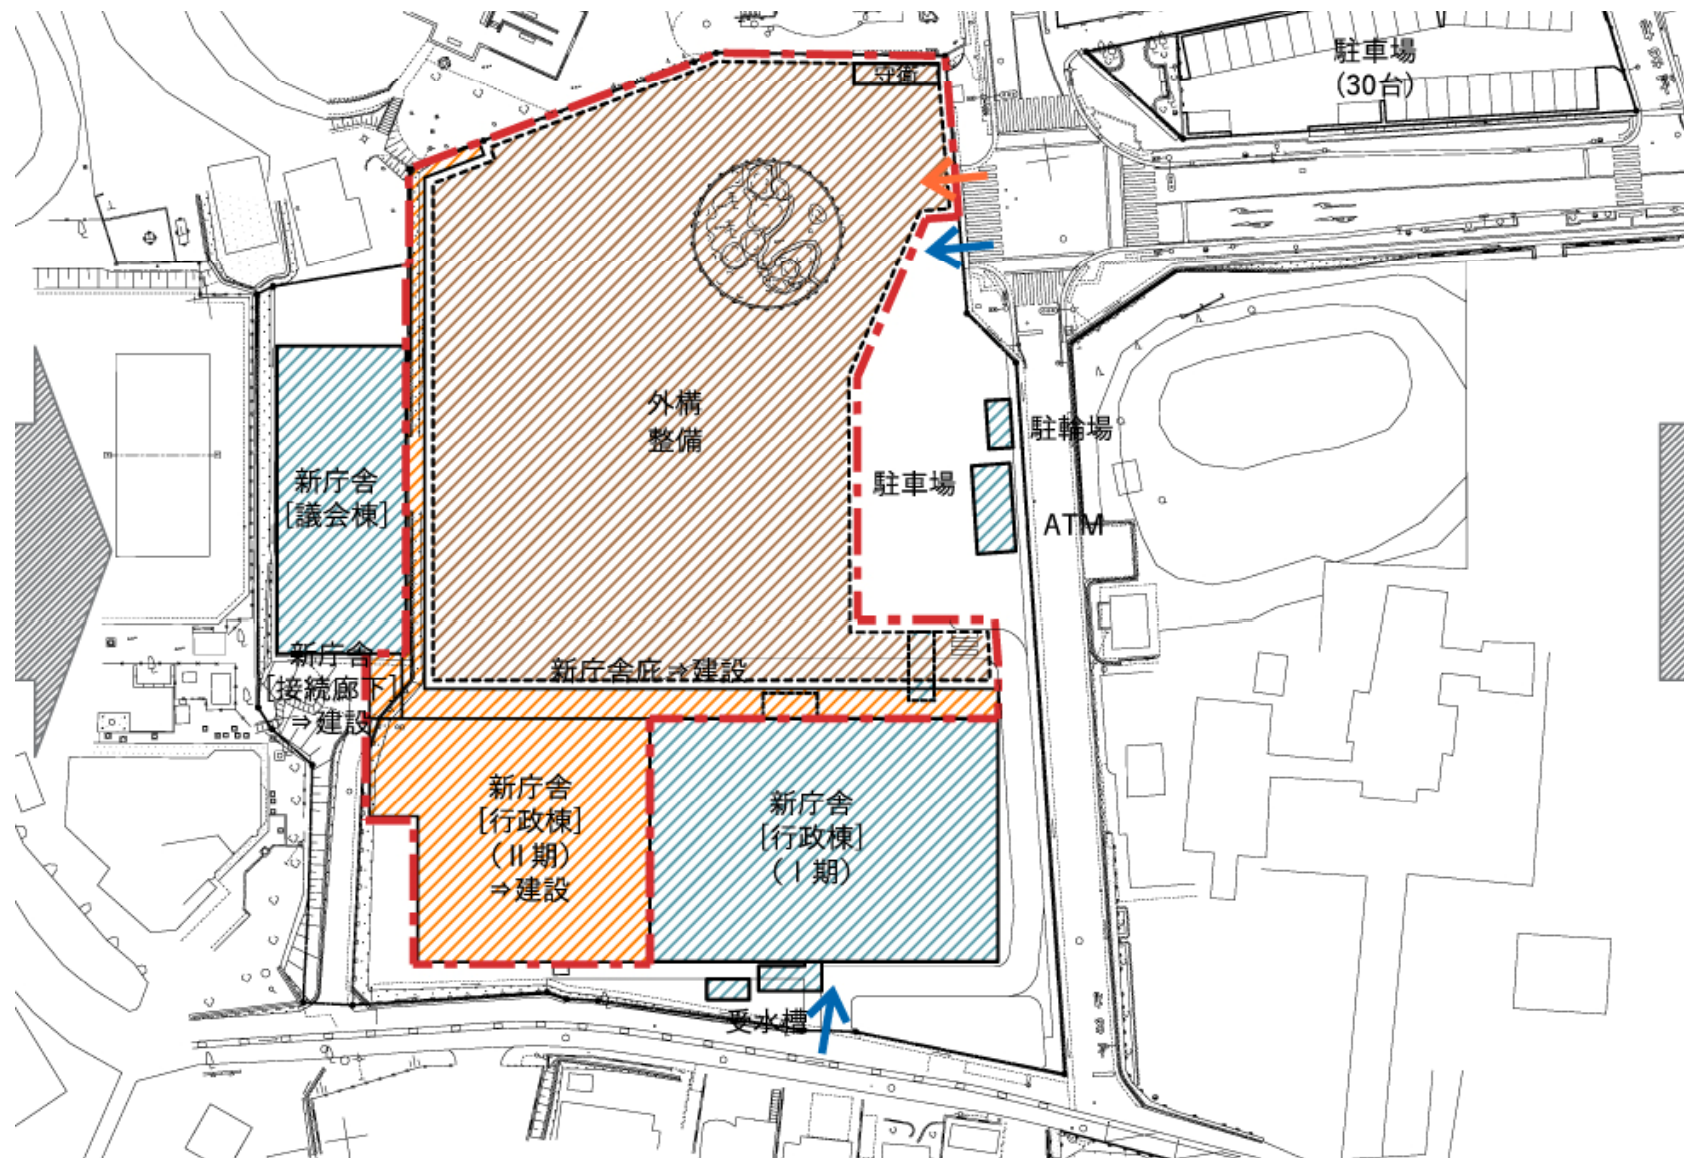 駐車場
(30台)
守衛
外構
整備
駐輪場
新庁舎
[議会棟]
駐車場
ATM
新庁舎
[接続廊下]
⇒建設
新庁舎庇⇒建設
新庁舎
[行政棟]
(Ⅱ期)
⇒建設
新庁舎
[行政棟]
(Ⅰ期)
受水槽